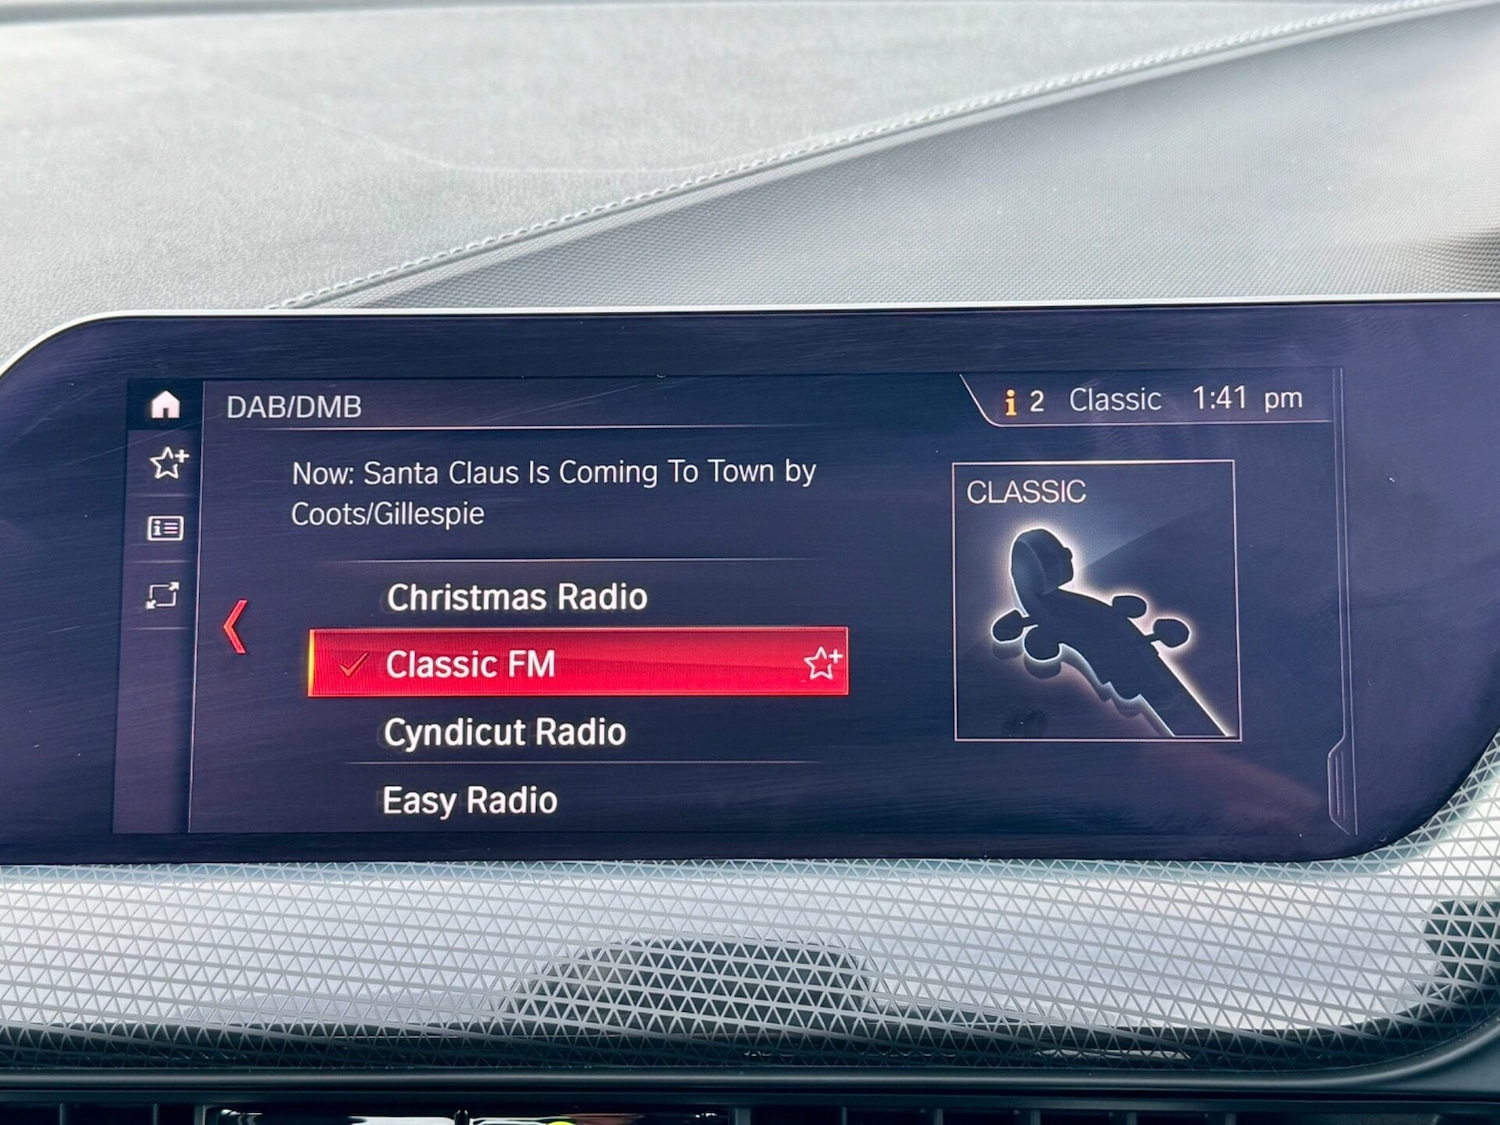 DAB/DMB
2 Classic 1:41 pm
Now: Santa Claus Is Coming To Town by
Coots/Gillespie
Christmas Radio
Classic FM
Cyndicut Radio
Easy Radio
CLASSIC